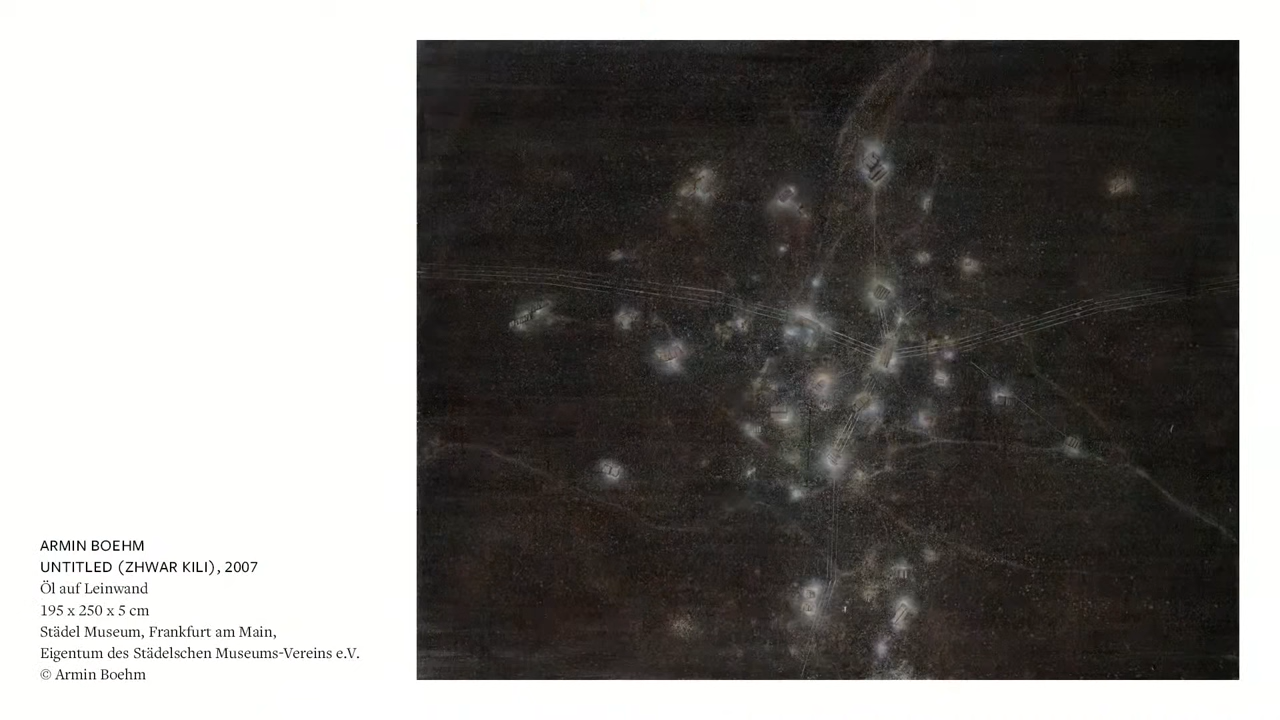 ARMIN BOEHM
UNTITLED (ZHWAR KILI), 2007
Öl auf Leinwand
195 x 250 x 5 cm
Städel Museum, Frankfurt am Main,
Eigentum des Städelschen Museums-Vereins e.V.
© Armin Boehm